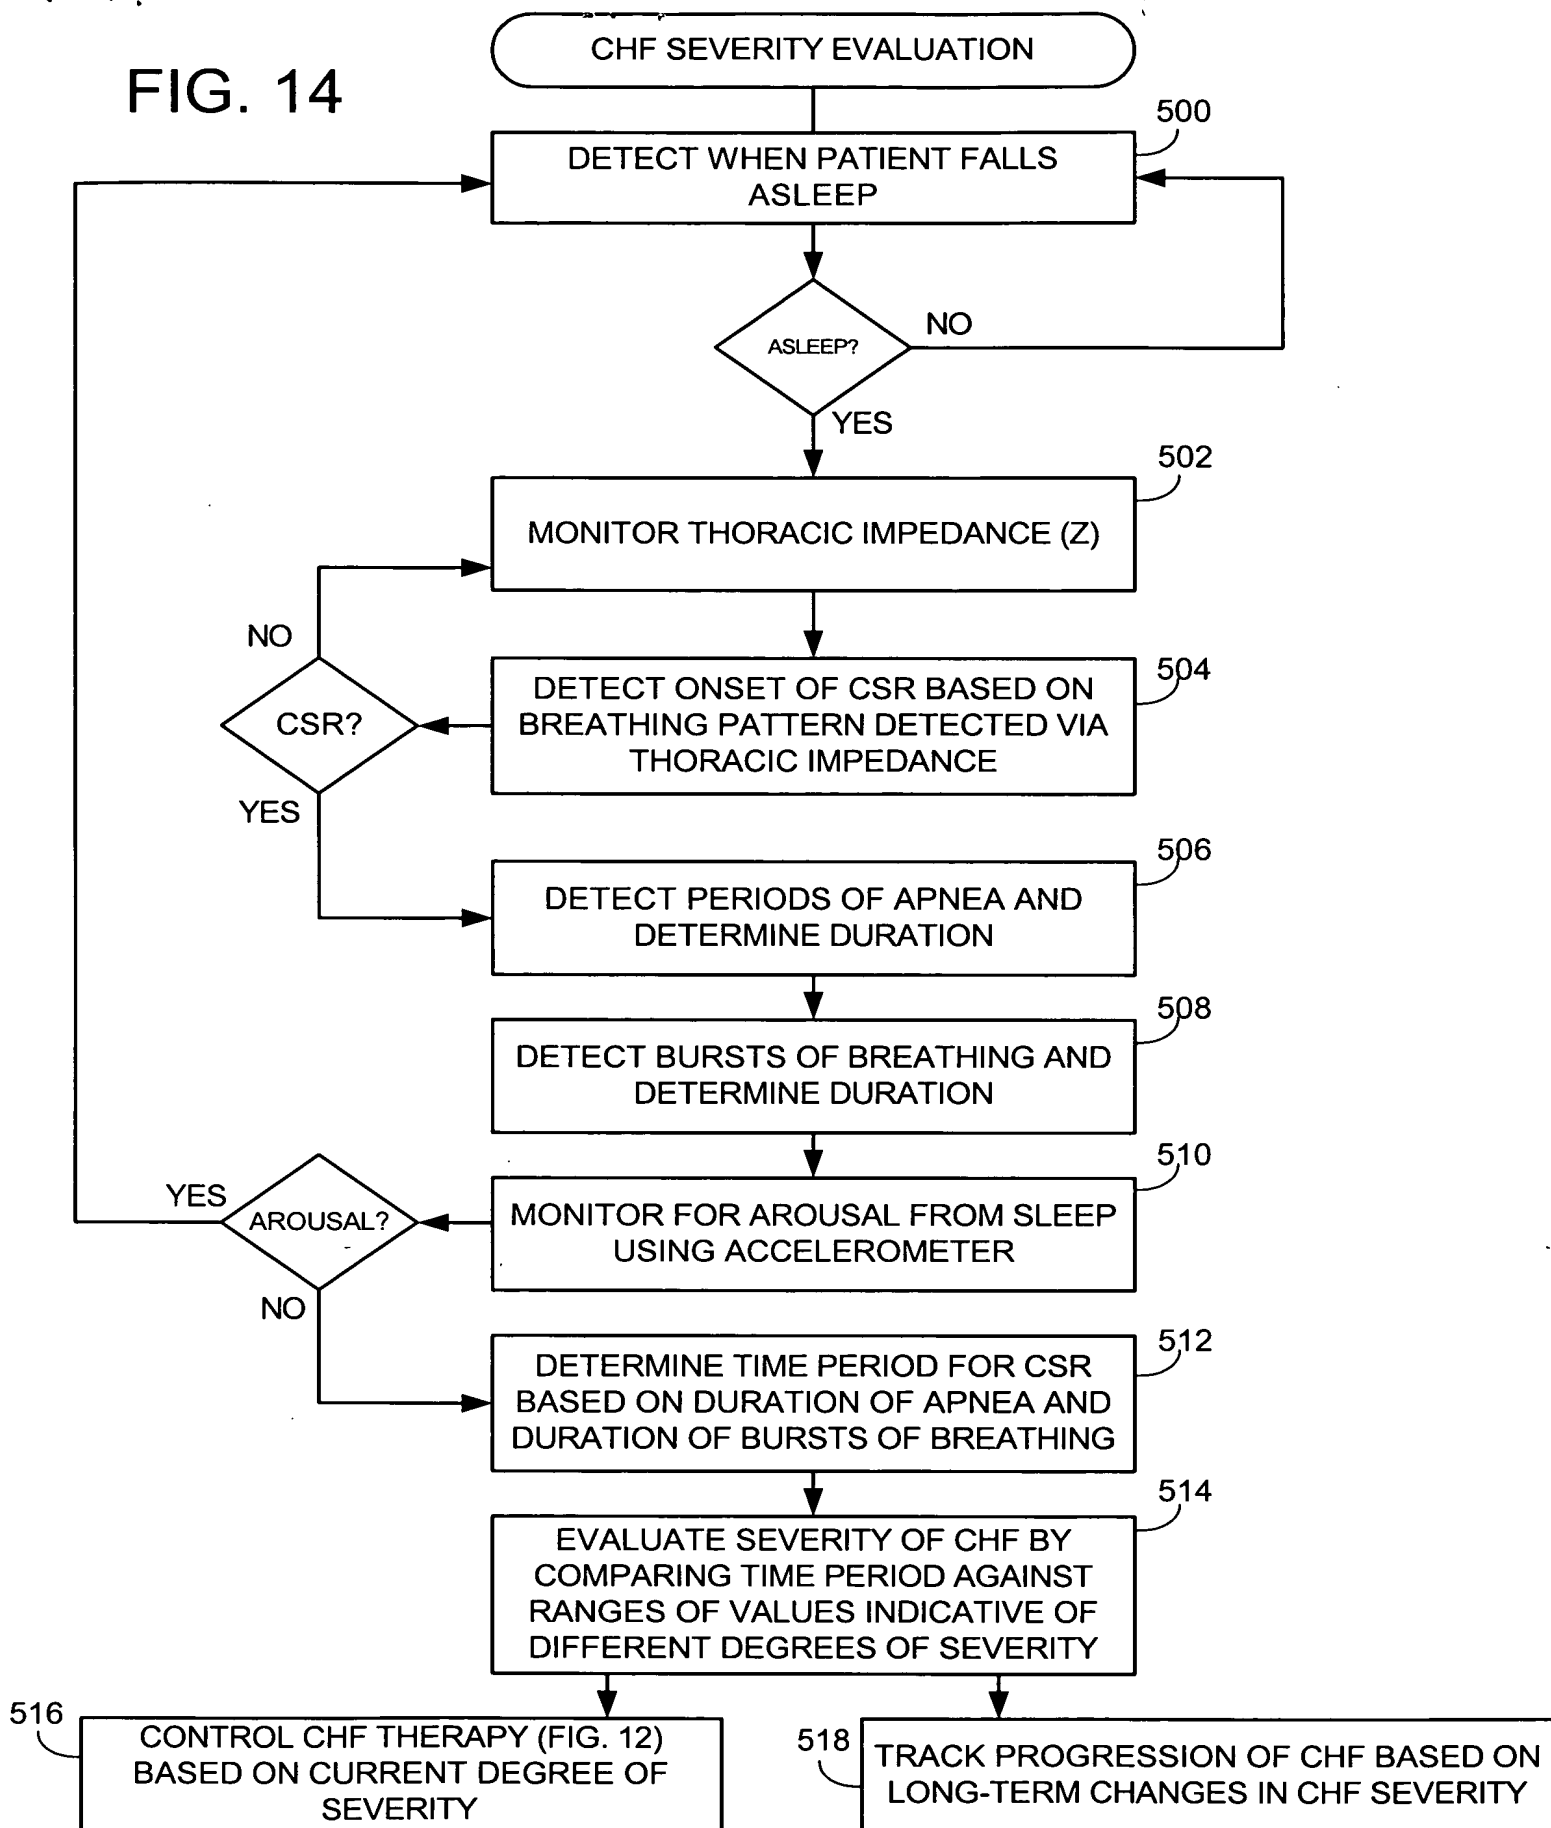 FIG. 14
CHF SEVERITY EVALUATION
500
DETECT WHEN PATIENT FALLS
ASLEEP
ASLEEP?
NO
YES
502
MONITOR THORACIC IMPEDANCE (Z)
NO
CSR?
YES
504
DETECT ONSET OF CSR BASED ON
BREATHING PATTERN DETECTED VIA
THORACIC IMPEDANCE
506
DETECT PERIODS OF APNEA AND
DETERMINE DURATION
508
DETECT BURSTS OF BREATHING AND
DETERMINE DURATION
510
YES
AROUSAL?
NO
MONITOR FOR AROUSAL FROM SLEEP
USING ACCELEROMETER
512
DETERMINE TIME PERIOD FOR CSR
BASED ON DURATION OF APNEA AND
DURATION OF BURSTS OF BREATHING
514
EVALUATE SEVERITY OF CHF BY
COMPARING TIME PERIOD AGAINST
RANGES OF VALUES INDICATIVE OF
DIFFERENT DEGREES OF SEVERITY
516
CONTROL CHF THERAPY (FIG. 12)
BASED ON CURRENT DEGREE OF
SEVERITY
518
TRACK PROGRESSION OF CHF BASED ON
LONG-TERM CHANGES IN CHF SEVERITY